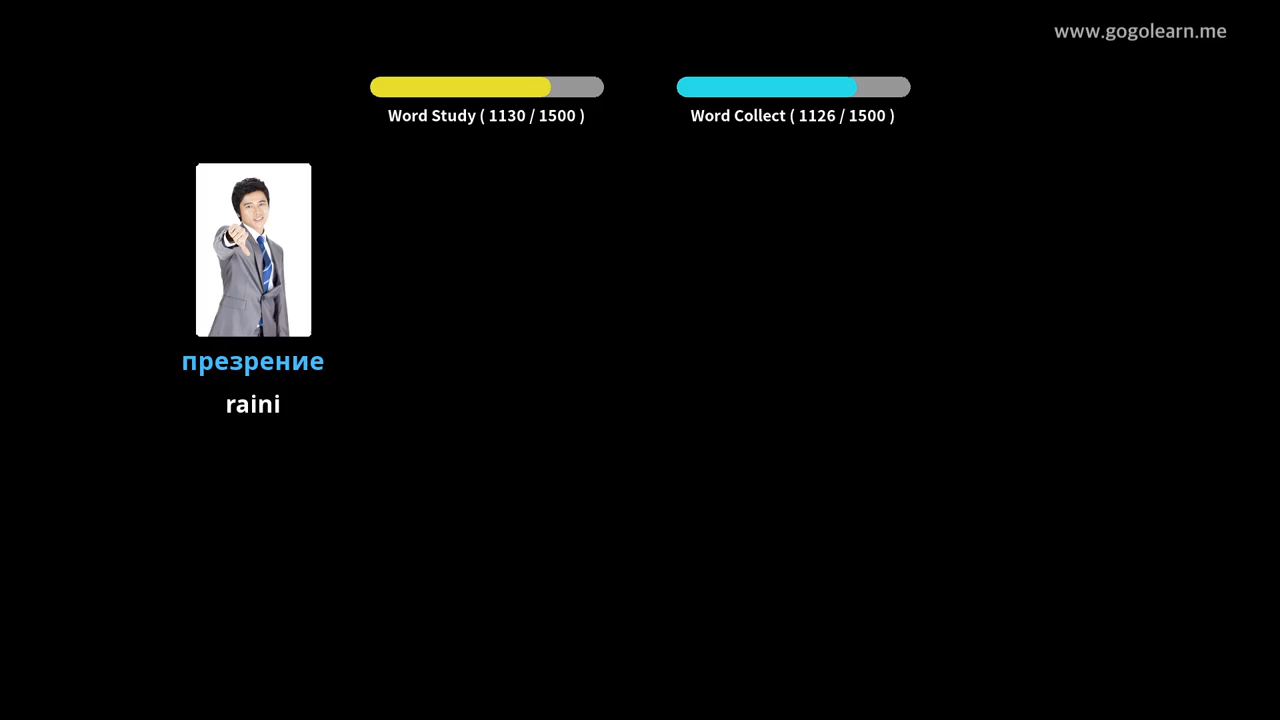 www.gogolearn.me
Word Study ( 1130 / 1500 )
Word Collect ( 1126 / 1500 )
презрение
raini